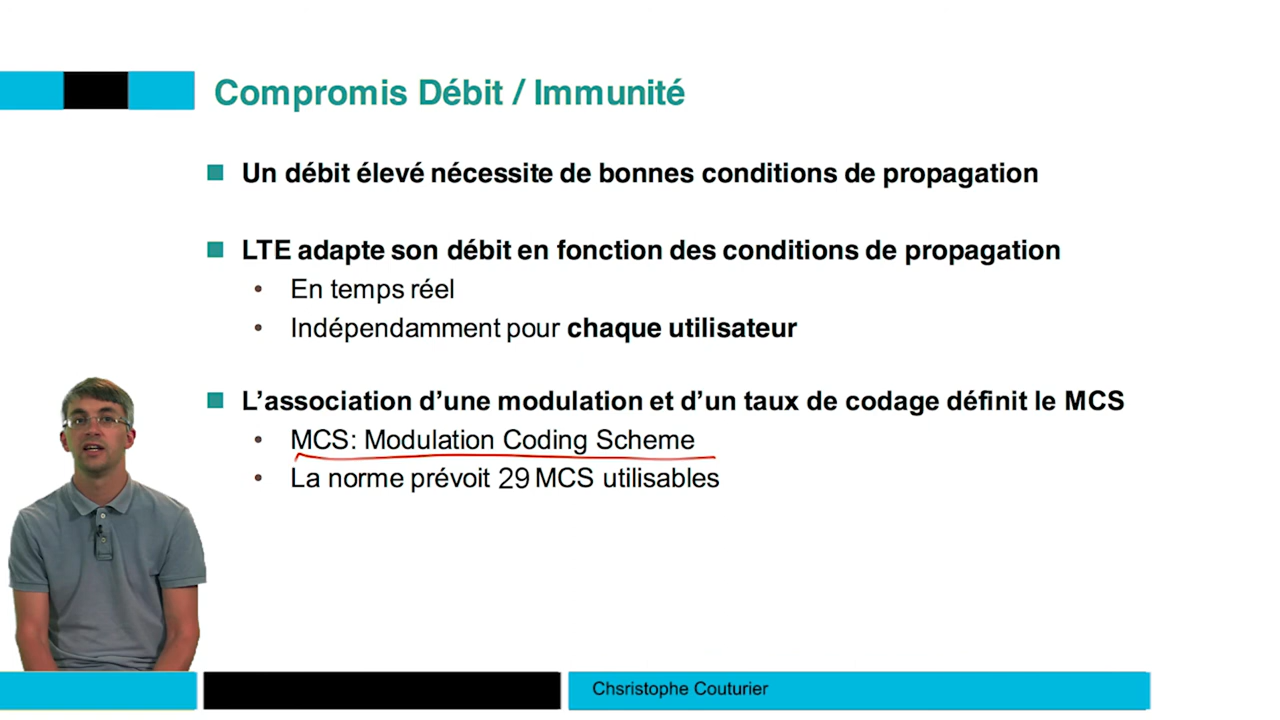 Compromis Débit / Immunité
Un débit élevé nécessite de bonnes conditions de propagation
LTE adapte son débit en fonction des conditions de propagation
En temps réel
Indépendamment pour chaque utilisateur
L'association d'une modulation et d'un taux de codage définit le MCS
MCS: Modulation Coding Scheme
La norme prévoit 29 MCS utilisables
Chsristophe Couturier